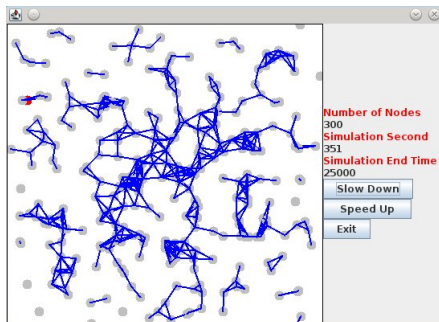 Number of Nodes
300
Simulation Second
351
Simulation End Time
25000
Slow Down
Speed Up
Exit